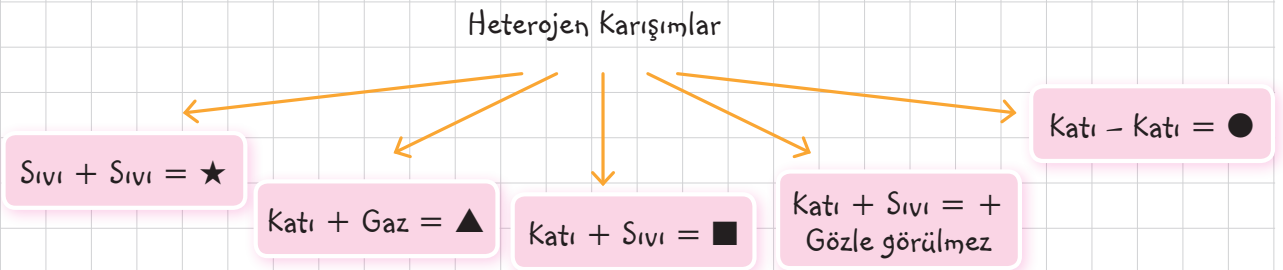 Heterojen Karışımlar
Sıvı + Sıvı = ★
Katı + Gaz = ▲
Katı + Sıvı = ■
Katı + Sıvı = +
Gözle görülmez
Katı – Katı = ●